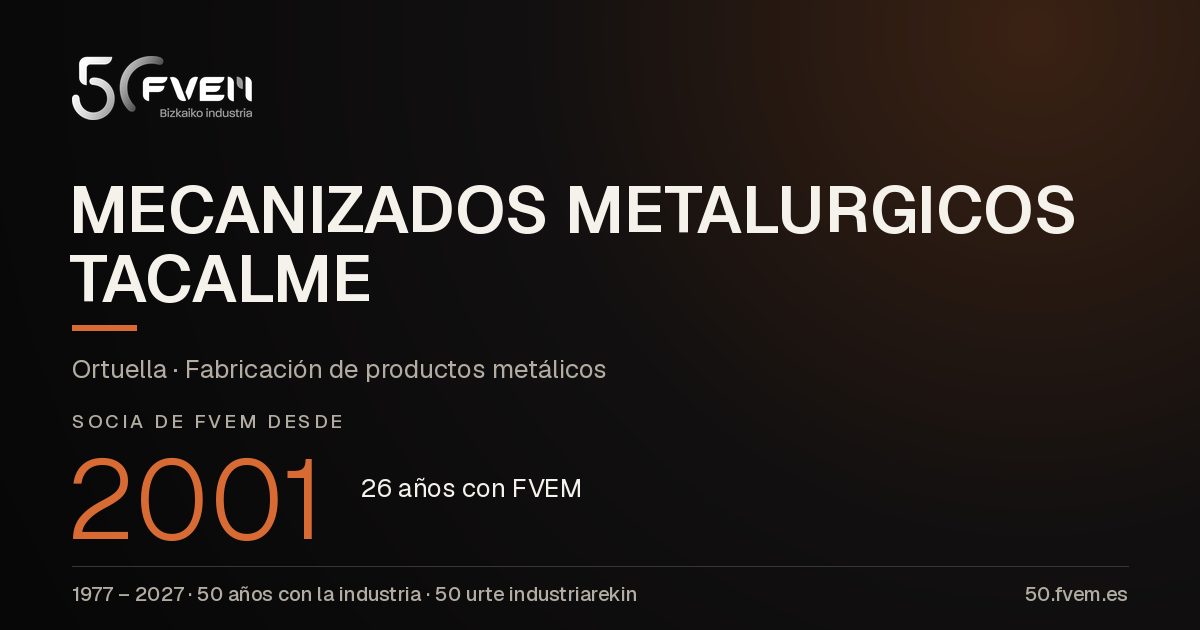 50 FVEM
Bizkaiko industria
MECANIZADOS METALURGICOS
TACALME
Ortuella · Fabricación de productos metálicos
SOCIA DE FVEM DESDE
2001
26 años con FVEM
1977 – 2027 · 50 años con la industria · 50 urte industriarekin
50.fvem.es